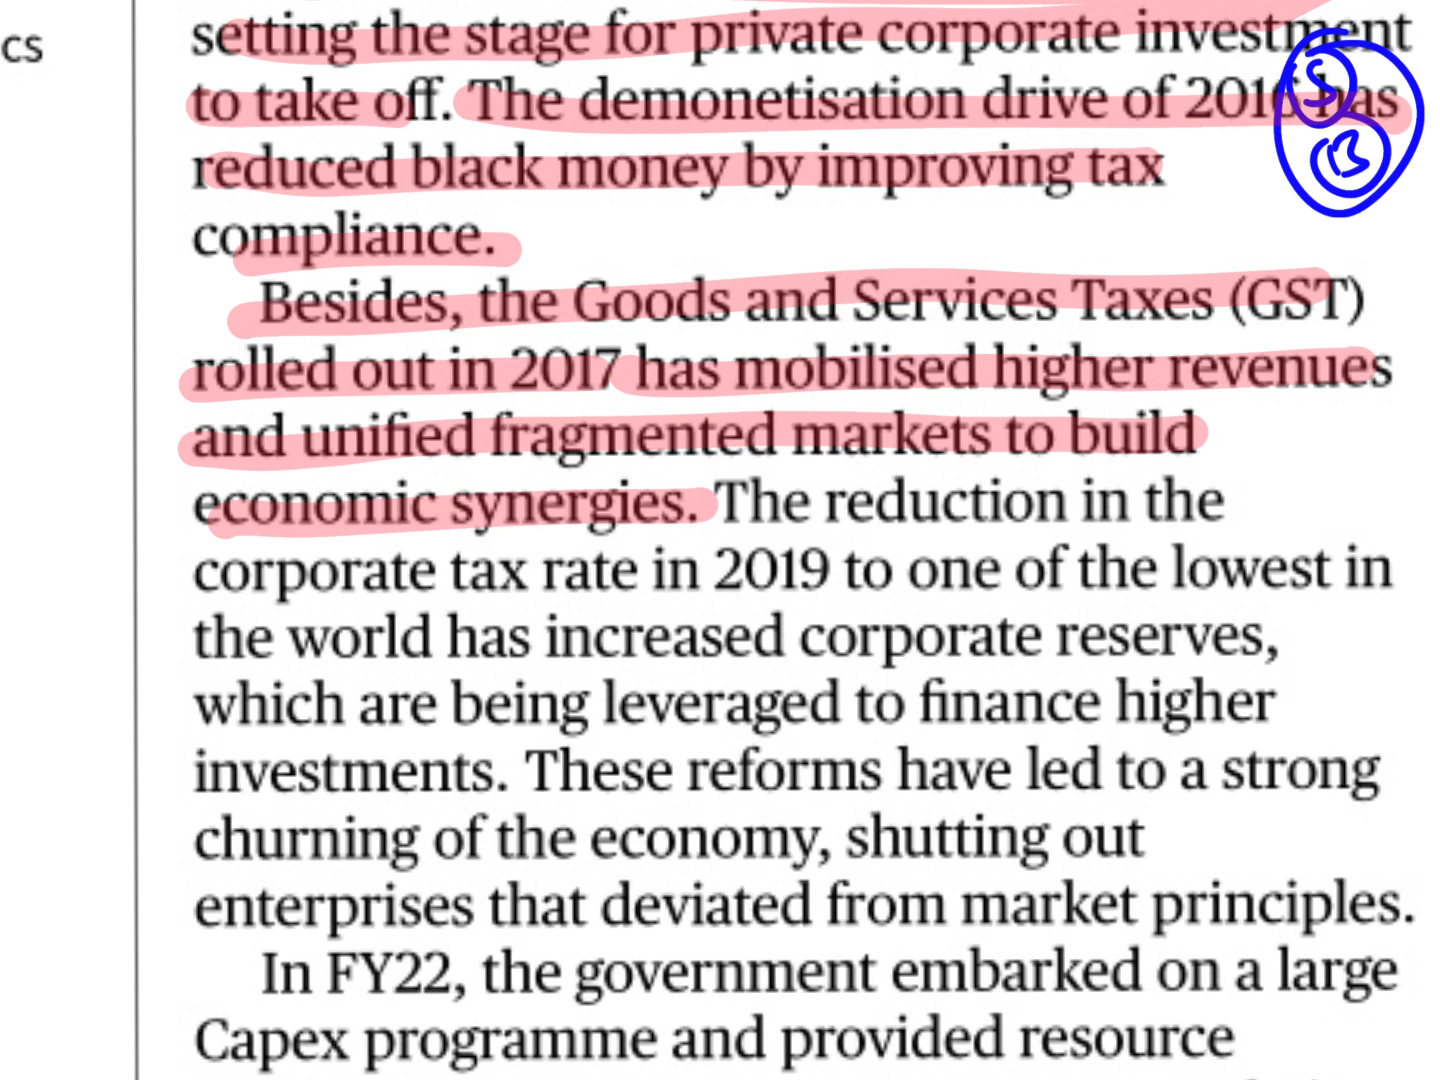 cs
setting the stage for private corporate investment
to take off. The demonetisation drive of 2016 has
S
B
reduced black money by improving tax
compliance.
Besides, the Goods and Services Taxes (GST)
rolled out in 2017 has mobilised higher revenues
and unified fragmented markets to build
economic synergies. The reduction in the
corporate tax rate in 2019 to one of the lowest in
the world has increased corporate reserves,
which are being leveraged to finance higher
investments. These reforms have led to a strong
churning of the economy, shutting out
enterprises that deviated from market principles.
In FY22, the government embarked on a large
Capex programme and provided resource